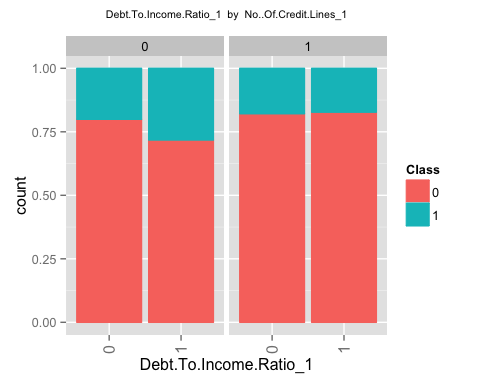 Debt.To.Income.Ratio_1 by No..Of.Credit.Lines_1
0 1
1.00
0.75
0.50
0.25
0.00
count
0 1 0 1
Debt.To.Income.Ratio_1
Class
0
1